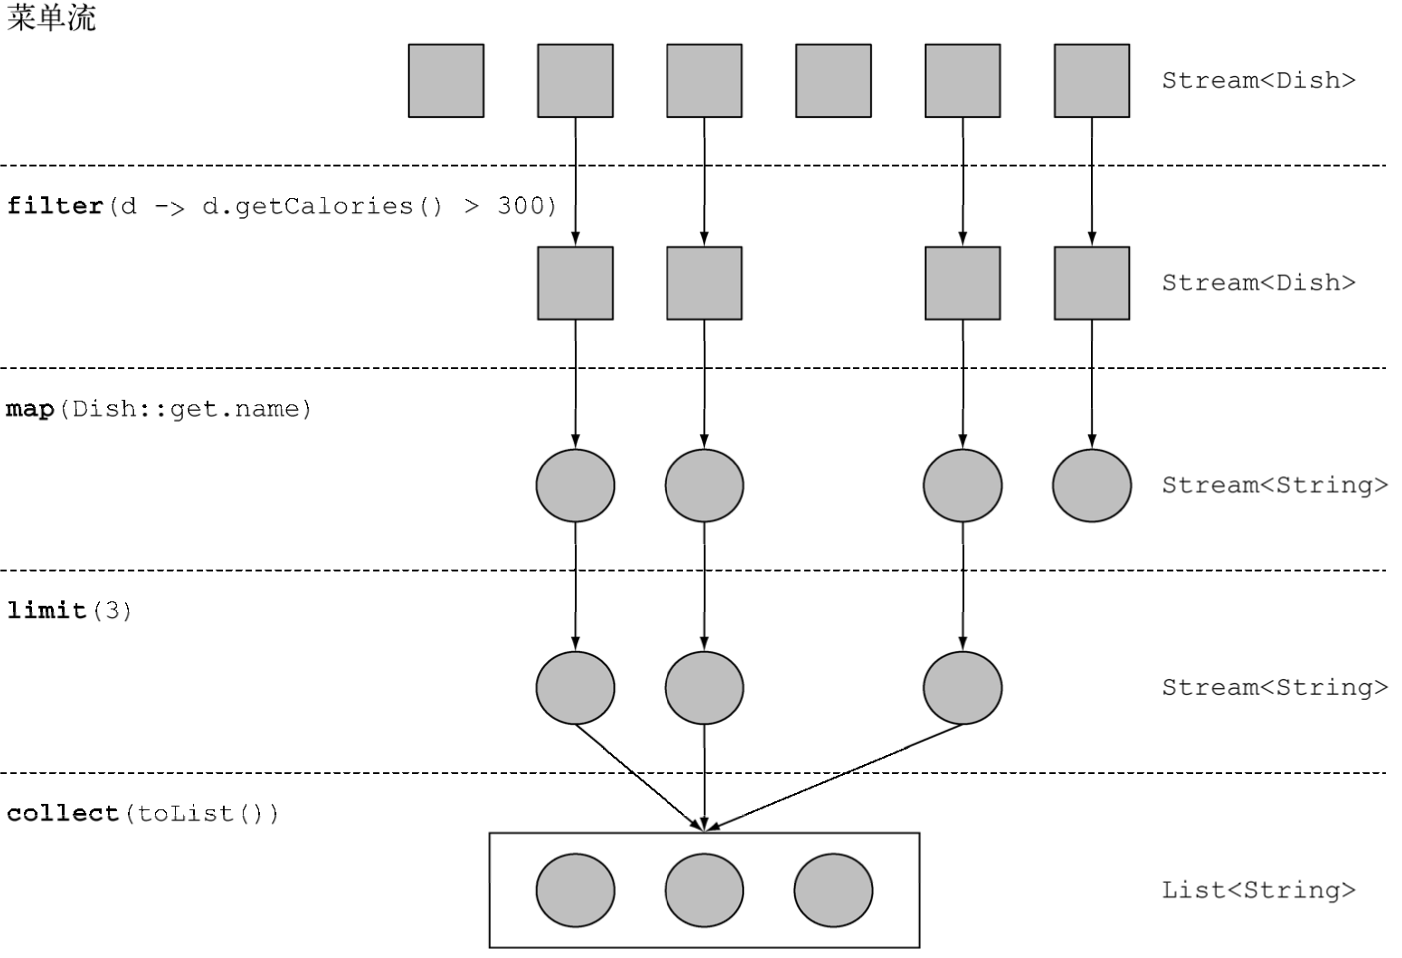 菜单流
Stream<Dish>
filter(d -> d.getCalories() > 300)
Stream<Dish>
map(Dish::get.name)
Stream<String>
limit(3)
Stream<String>
collect(toList())
List<String>